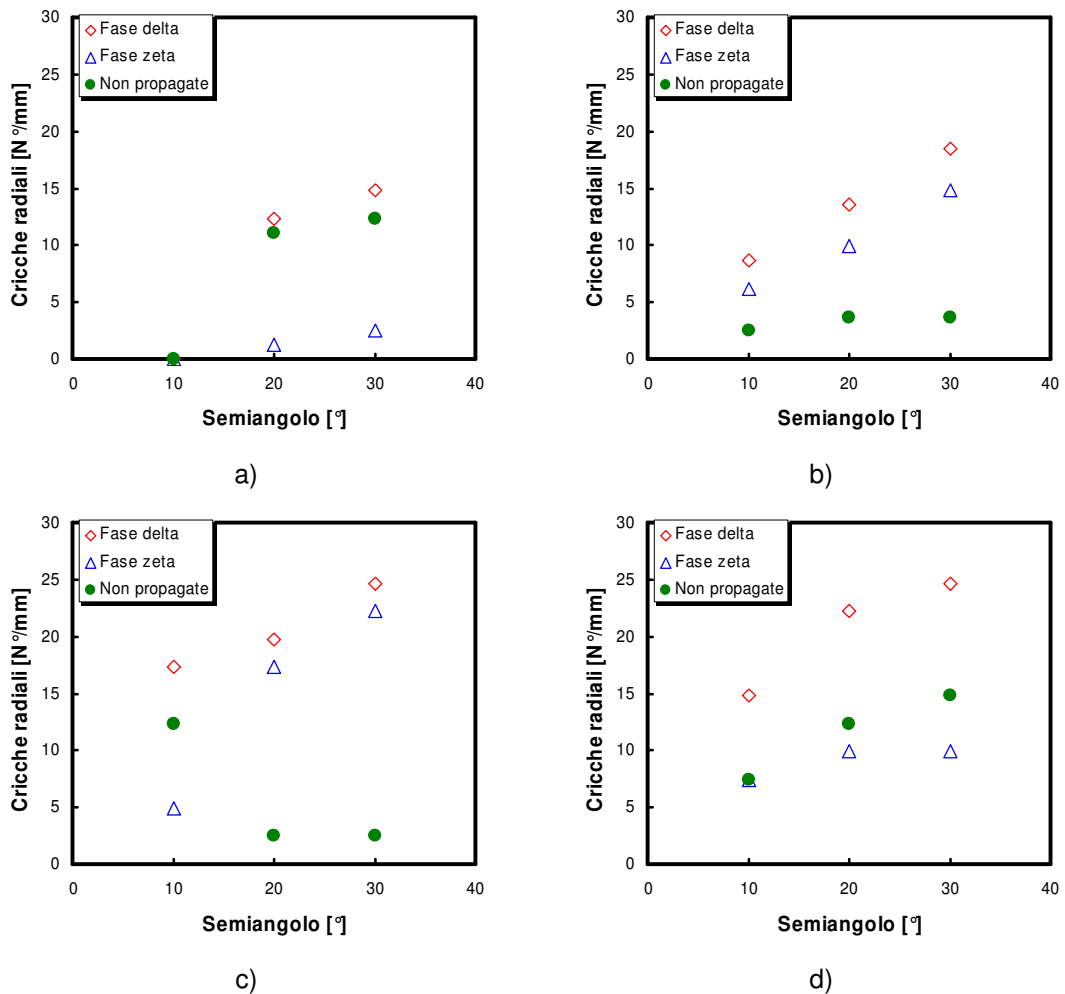 30
25
20
15
10
5
0
Cricche radiali [N°/mm]
Fase delta
Fase zeta
Non propagate
0 10 20 30 40
Semiangolo [°]
a)
30
25
20
15
10
5
0
Cricche radiali [N°/mm]
Fase delta
Fase zeta
Non propagate
0 10 20 30 40
Semiangolo [°]
b)
30
25
20
15
10
5
0
Cricche radiali [N°/mm]
Fase delta
Fase zeta
Non propagate
0 10 20 30 40
Semiangolo [°]
c)
30
25
20
15
10
5
0
Cricche radiali [N°/mm]
Fase delta
Fase zeta
Non propagate
0 10 20 30 40
Semiangolo [°]
d)